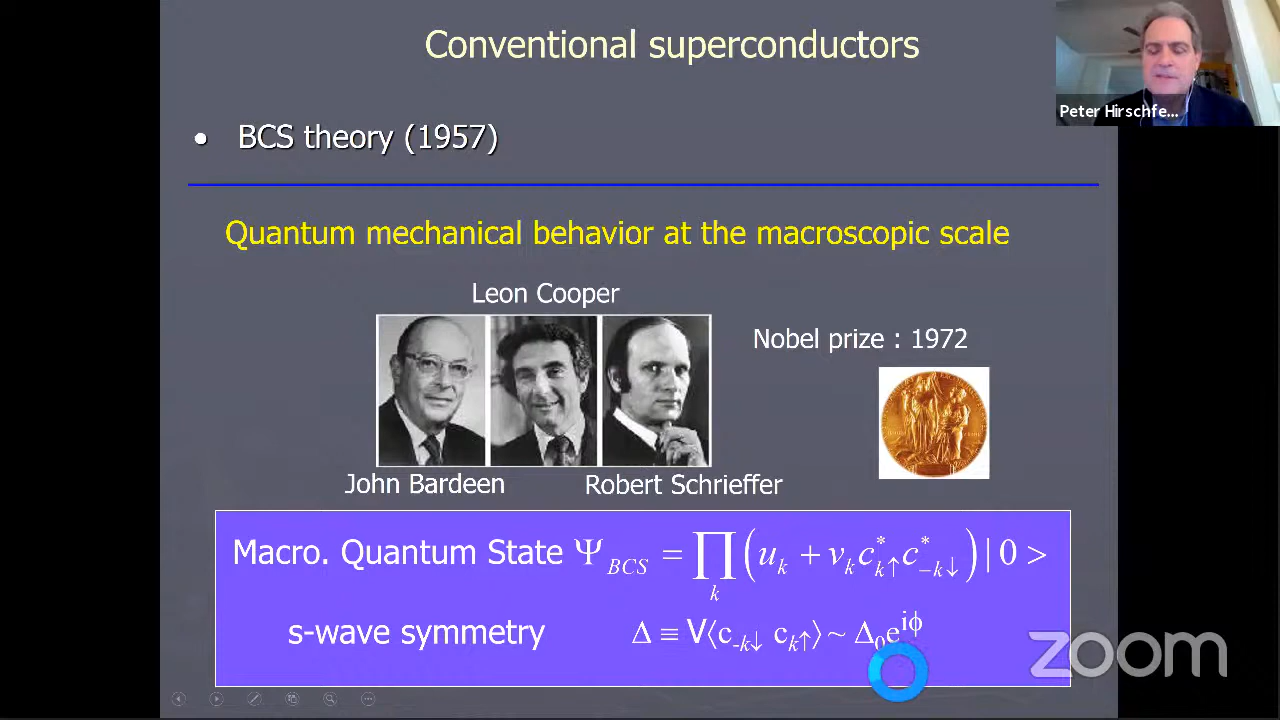 Conventional superconductors
Peter Hirschfe...
• BCS theory (1957)
Quantum mechanical behavior at the macroscopic scale
Leon Cooper
Nobel prize : 1972
John Bardeen
Robert Schrieffer
Macro. Quantum State Ψ_BCS = ∏_k (u_k + v_k c*_k↑ c*_-k↓) | 0 >
s-wave symmetry Δ ≡ V⟨c_-k↓ c_k↑⟩ ~ Δ_0 e^iϕ
zoom